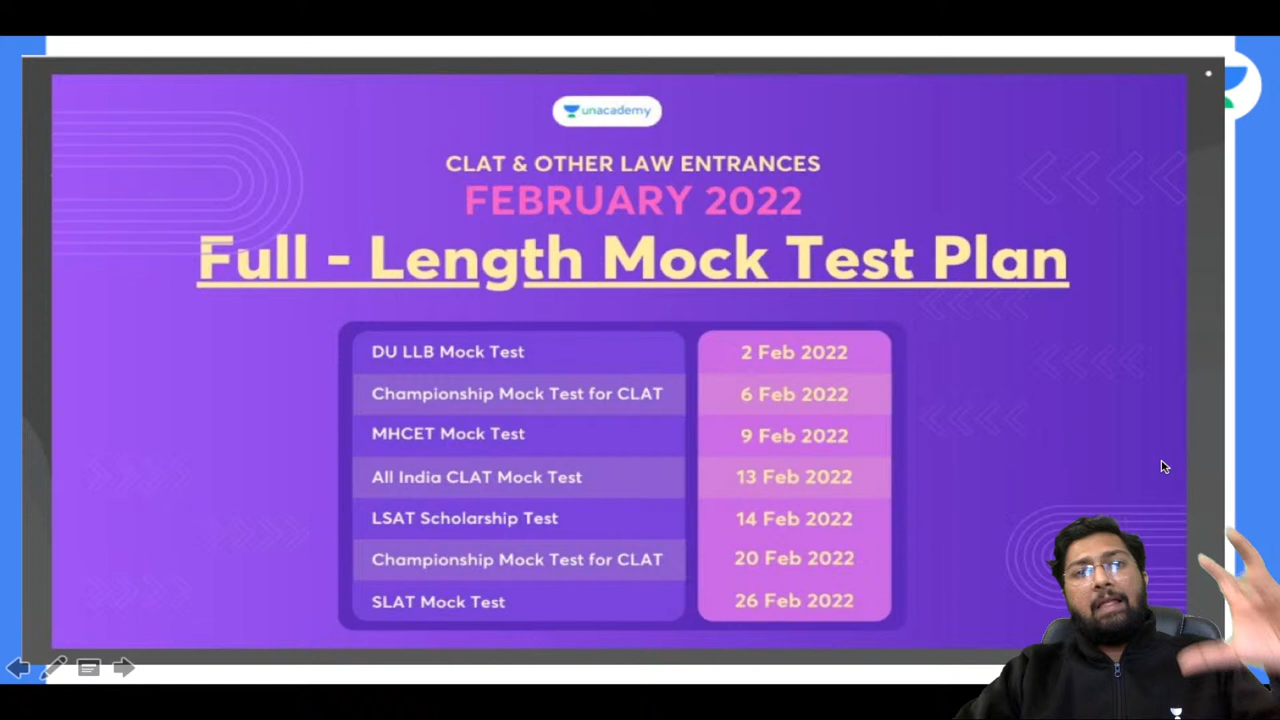 unacademy
CLAT & OTHER LAW ENTRANCES
FEBRUARY 2022
Full - Length Mock Test Plan
DU LLB Mock Test 2 Feb 2022
Championship Mock Test for CLAT 6 Feb 2022
MHCET Mock Test 9 Feb 2022
All India CLAT Mock Test 13 Feb 2022
LSAT Scholarship Test 14 Feb 2022
Championship Mock Test for CLAT 20 Feb 2022
SLAT Mock Test 26 Feb 2022